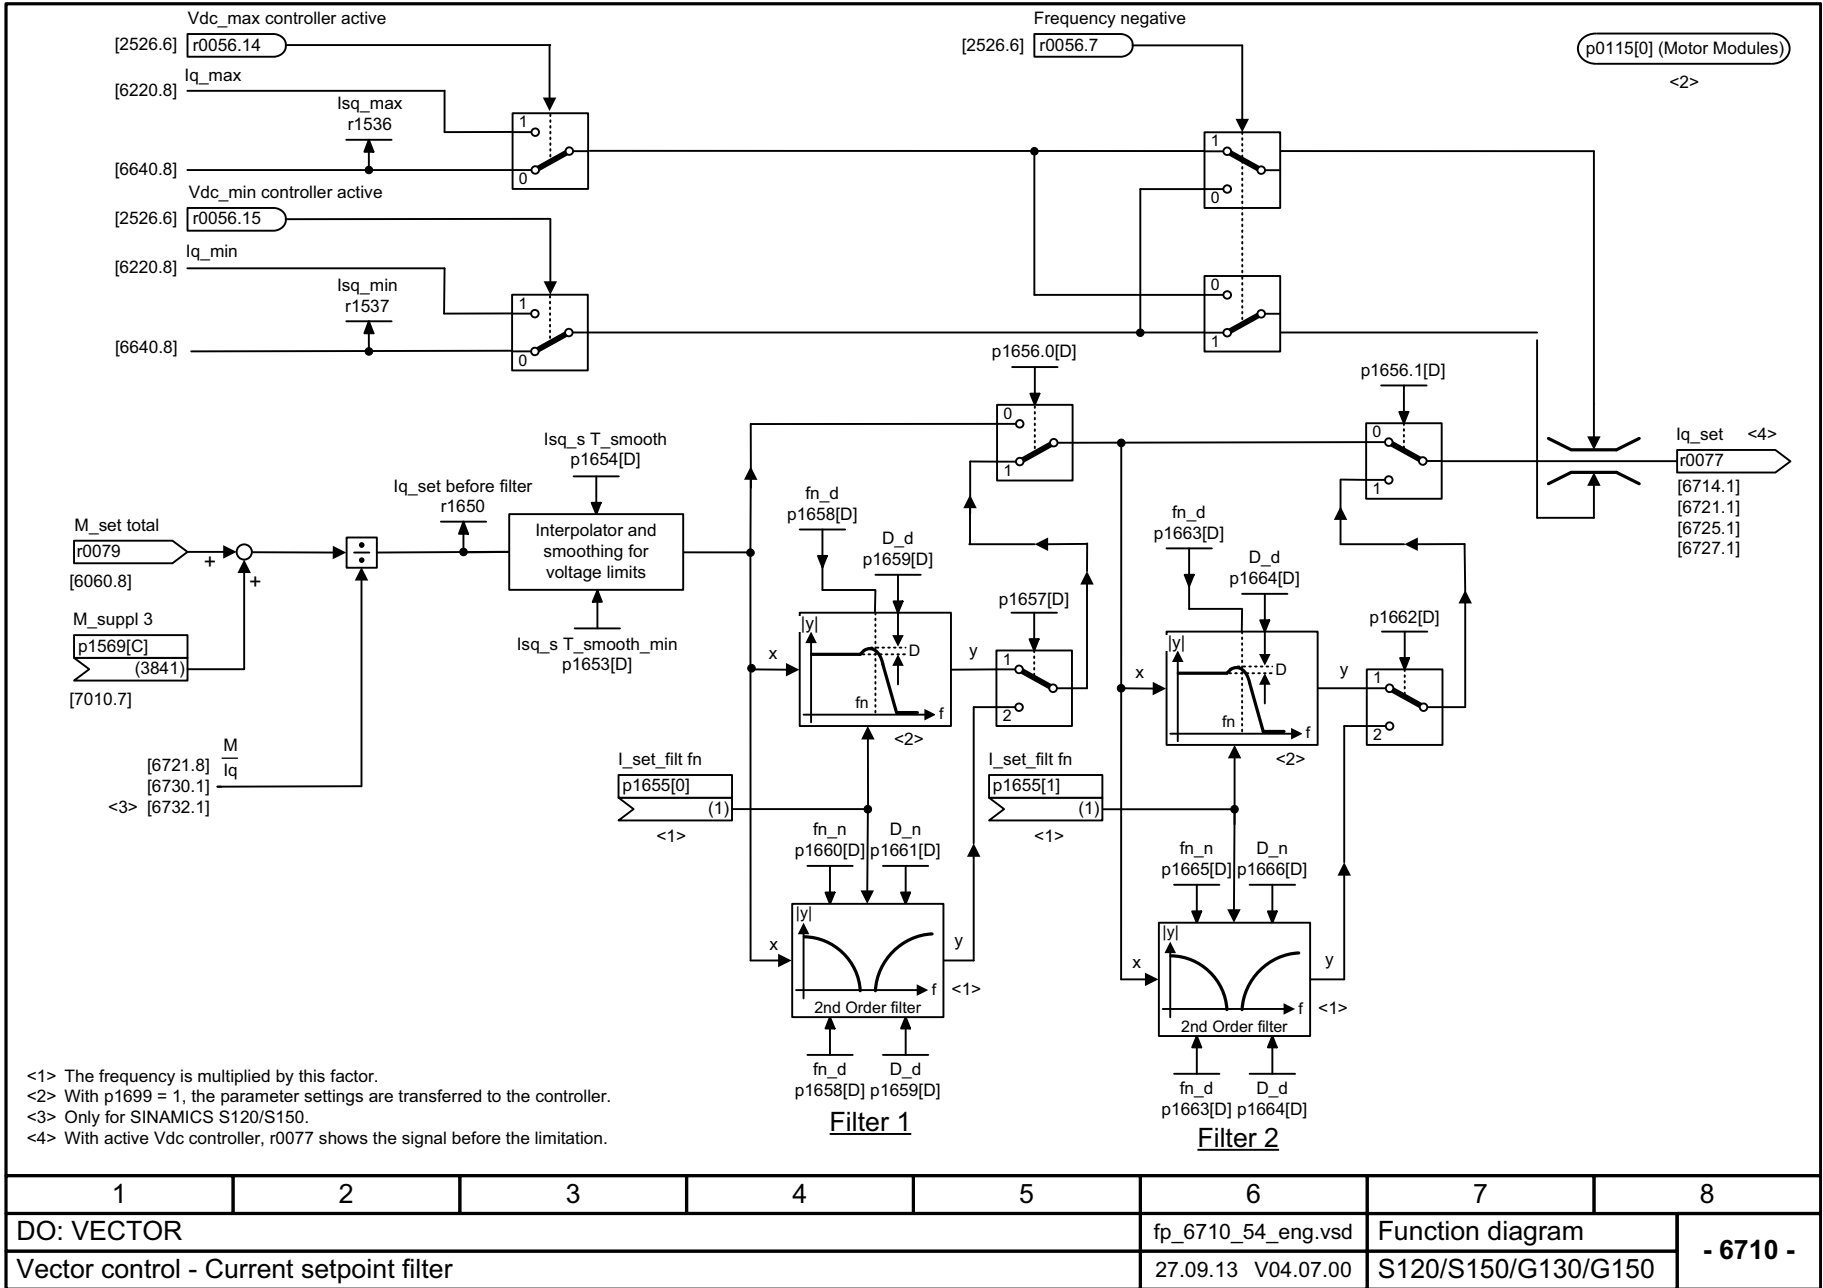 Vdc_max controller active
[2526.6] r0056.14
Iq_max
[6220.8]
Isq_max
r1536
[6640.8]
1
0
Vdc_min controller active
[2526.6] r0056.15
Iq_min
[6220.8]
Isq_min
r1537
[6640.8]
1
0
Frequency negative
[2526.6] r0056.7
1
0
0
1
p0115[0] (Motor Modules)
<2>
p1656.0[D]
0
1
p1656.1[D]
0
1
Iq_set <4>
r0077
[6714.1]
[6721.1]
[6725.1]
[6727.1]
Isq_s T_smooth
p1654[D]
Iq_set before filter
r1650
M_set total
r0079
[6060.8]
+
+
÷
Interpolator and
smoothing for
voltage limits
Isq_s T_smooth_min
p1653[D]
M_suppl 3
p1569[C]
(3841)
[7010.7]
M
Iq
[6721.8]
[6730.1]
<3> [6732.1]
fn_d
p1658[D]
D_d
p1659[D]
|y|
D
x
y
fn
f
<2>
p1657[D]
1
2
I_set_filt fn
p1655[0]
(1)
<1>
fn_n
p1660[D]
D_n
p1661[D]
|y|
x
y
f
<1>
2nd Order filter
fn_d
p1658[D]
D_d
p1659[D]
Filter 1
fn_d
p1663[D]
D_d
p1664[D]
|y|
D
x
y
fn
f
<2>
p1662[D]
1
2
I_set_filt fn
p1655[1]
(1)
<1>
fn_n
p1665[D]
D_n
p1666[D]
|y|
x
y
f
<1>
2nd Order filter
fn_d
p1663[D]
D_d
p1664[D]
Filter 2
<1> The frequency is multiplied by this factor.
<2> With p1699 = 1, the parameter settings are transferred to the controller.
<3> Only for SINAMICS S120/S150.
<4> With active Vdc controller, r0077 shows the signal before the limitation.
1 2 3 4 5 6 7 8
DO: VECTOR
fp_6710_54_eng.vsd
Function diagram
- 6710 -
Vector control - Current setpoint filter
27.09.13 V04.07.00
S120/S150/G130/G150